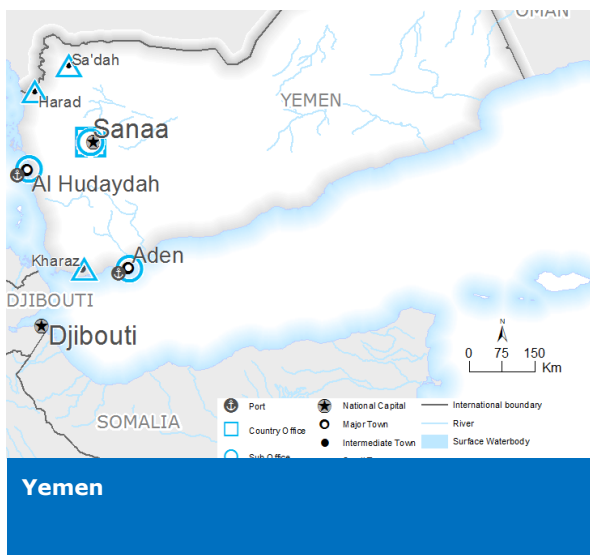 OMAN
Sa'dah
Harad
YEMEN
Sanaa
Al Hudaydah
Kharaz
Aden
DJIBOUTI
Djibouti
N
0 75 150
Km
SOMALIA
Port
National Capital
International boundary
Country Office
Major Town
River
Intermediate Town
Surface Waterbody
Sub Office
Yemen